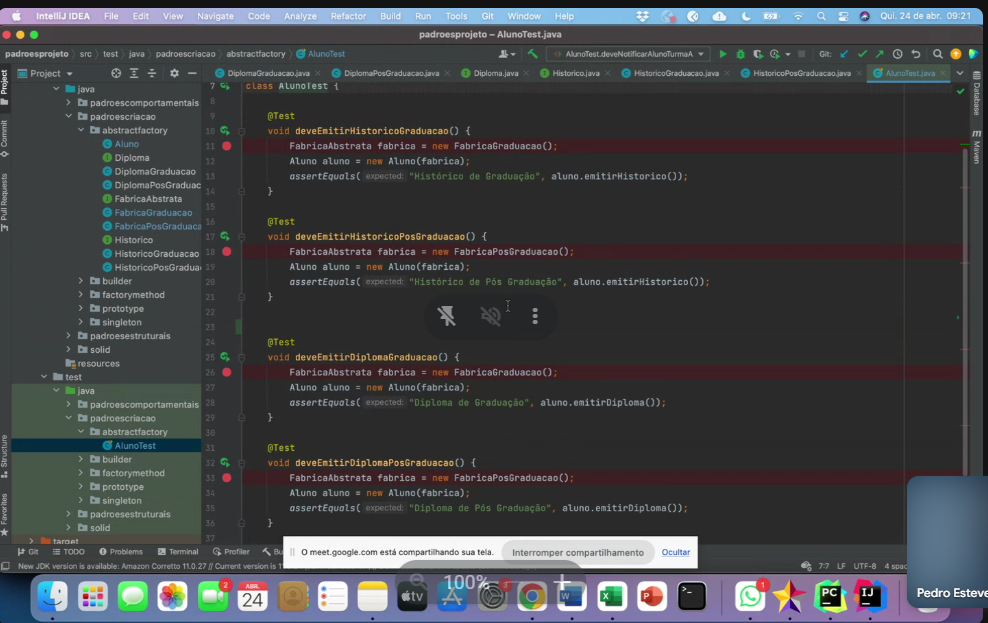 IntelliJ IDEA File Edit View Navigate Code Analyze Refactor Build Run Tools Git Window Help Qui. 24 de abr. 09:21
padroesprojeto – AlunoTest.java
padroesprojeto › src › test › java › padroescriacao › abstractfactory › AlunoTest
AlunoTest.deveNotificarAlunoTurmaA
Git:
Project
DiplomaGraduacao.java
DiplomaPosGraduacao.java
Diploma.java
Historico.java
HistoricoGraduacao.java
HistoricoPosGraduacao.java
AlunoTest.java
Project
Commit
Pull Requests
Structure
Favorites
java
padroescomportamentais
padroescriacao
abstractfactory
Aluno
Diploma
DiplomaGraduacao
DiplomaPosGraduac
FabricaAbstrata
FabricaGraduacao
FabricaPosGraduaca
Historico
HistoricoGraduacao
HistoricoPosGradua
builder
factorymethod
prototype
singleton
padroesestruturais
solid
resources
test
java
padroescomportamentais
padroescriacao
abstractfactory
AlunoTest
builder
factorymethod
prototype
singleton
padroesestruturais
solid
target
7 class AlunoTest {
8
9 @Test
10 void deveEmitirHistoricoGraduacao() {
11 FabricaAbstrata fabrica = new FabricaGraduacao();
12 Aluno aluno = new Aluno(fabrica);
13 assertEquals( expected: "Histórico de Graduação", aluno.emitirHistorico());
14 }
15
16 @Test
17 void deveEmitirHistoricoPosGraduacao() {
18 FabricaAbstrata fabrica = new FabricaPosGraduacao();
19 Aluno aluno = new Aluno(fabrica);
20 assertEquals( expected: "Histórico de Pós Graduação", aluno.emitirHistorico());
21 }
22
23
24 @Test
25 void deveEmitirDiplomaGraduacao() {
26 FabricaAbstrata fabrica = new FabricaGraduacao();
27 Aluno aluno = new Aluno(fabrica);
28 assertEquals( expected: "Diploma de Graduação", aluno.emitirDiploma());
29 }
30
31 @Test
32 void deveEmitirDiplomaPosGraduacao() {
33 FabricaAbstrata fabrica = new FabricaPosGraduacao();
34 Aluno aluno = new Aluno(fabrica);
35 assertEquals( expected: "Diploma de Pós Graduação", aluno.emitirDiploma());
36 }
37
Database
m
Maven
O meet.google.com está compartilhando sua tela. Interromper compartilhamento Ocultar
Git TODO Problems Terminal Profiler
New JDK version is available: Amazon Corretto 11.0.27
7:7 LF UTF-8 4 spac
100%
2
ABRIL
24
tv
W
X
P
1
PC
IJ
Pedro Esteve